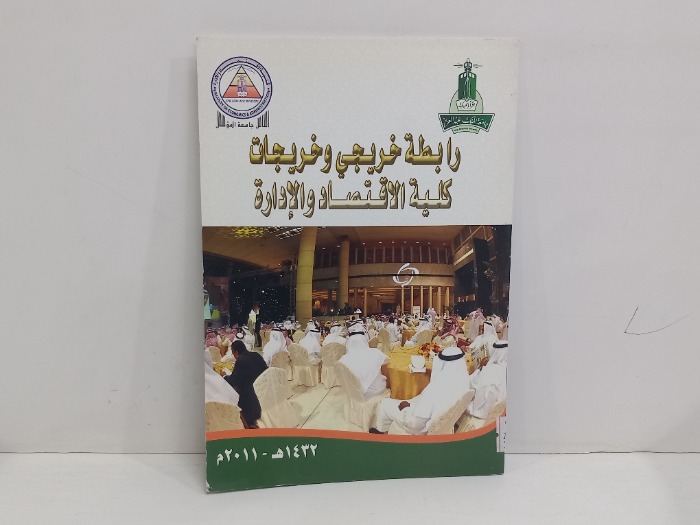 رابطة خريجي وخريجات
كلية الاقتصاد والإدارة
١٤٣٢هـ - ٢٠١١م